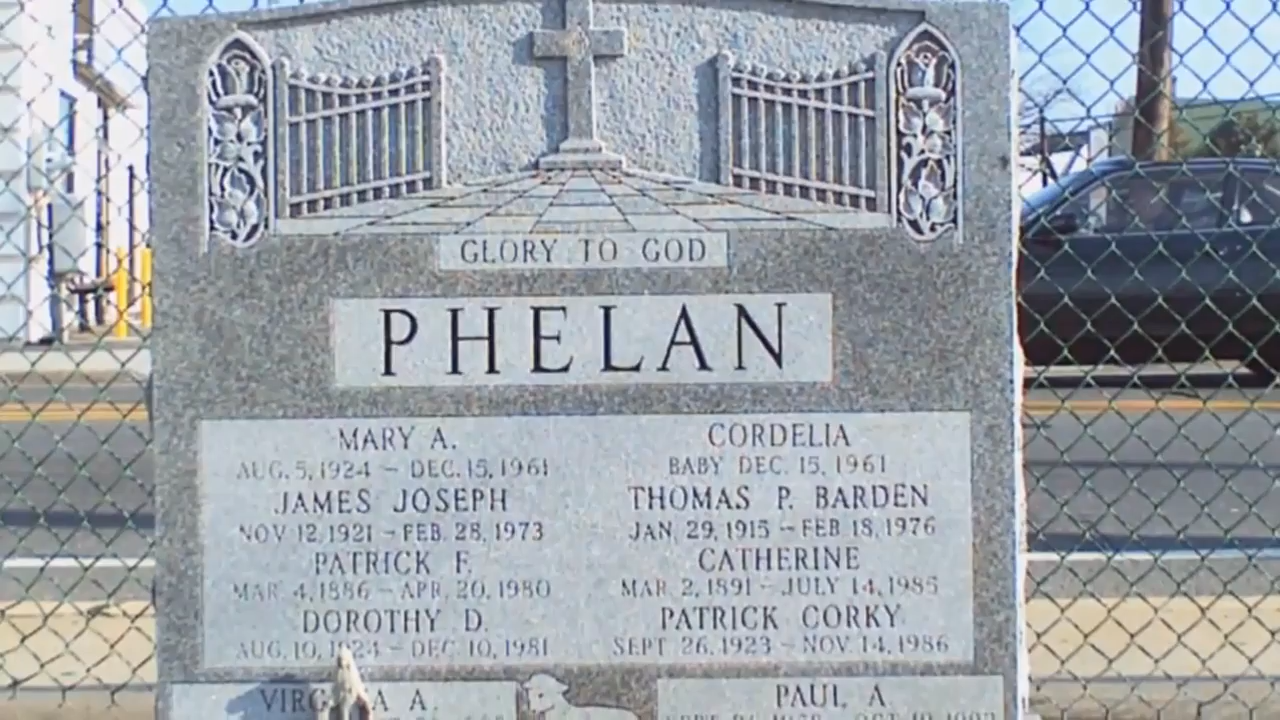 GLORY TO GOD
PHELAN
MARY A.
AUG. 5, 1924 - DEC. 15, 1961
JAMES JOSEPH
NOV 12, 1921 - FEB. 28, 1973
PATRICK F.
MAR. 4, 1886 - APR. 20, 1980
DOROTHY D.
AUG. 10, 1924 - DEC. 10, 1981
CORDELIA
BABY DEC. 15, 1961
THOMAS P. BARDEN
JAN. 29, 1915 - FEB 18, 1976
CATHERINE
MAR. 2, 1891 - JULY 14, 1985
PATRICK CORKY
SEPT. 26, 1923 - NOV. 14, 1986
A.
PAUL A